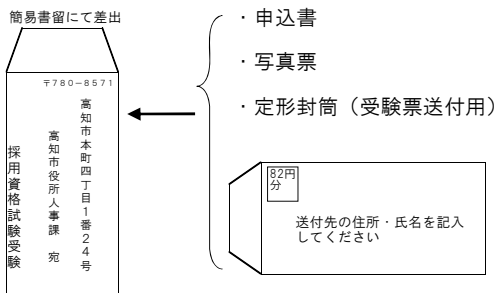 簡易書留にて差出
〒780-8571
高知市本町四丁目1番24号
高知市役所人事課　宛
採用資格試験受験
・申込書
・写真票
・定形封筒（受験票送付用）
82円
分
送付先の住所・氏名を記入
してください